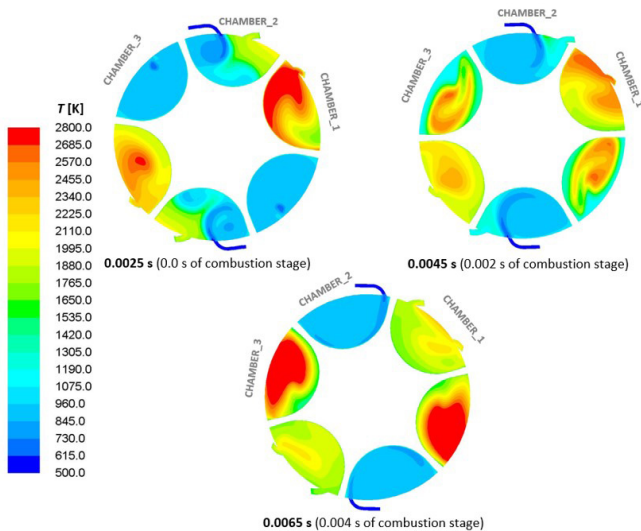 CHAMBER_2
CHAMBER_3
CHAMBER_1
CHAMBER_2
CHAMBER_3
CHAMBER_1
T [K]
2800.0
2685.0
2570.0
2455.0
2340.0
2225.0
2110.0
1995.0
1880.0
1765.0
1650.0
1535.0
1420.0
1305.0
1190.0
1075.0
960.0
845.0
730.0
615.0
500.0
0.0025 s (0.0 s of combustion stage)
0.0045 s (0.002 s of combustion stage)
CHAMBER_2
CHAMBER_3
CHAMBER_1
0.0065 s (0.004 s of combustion stage)